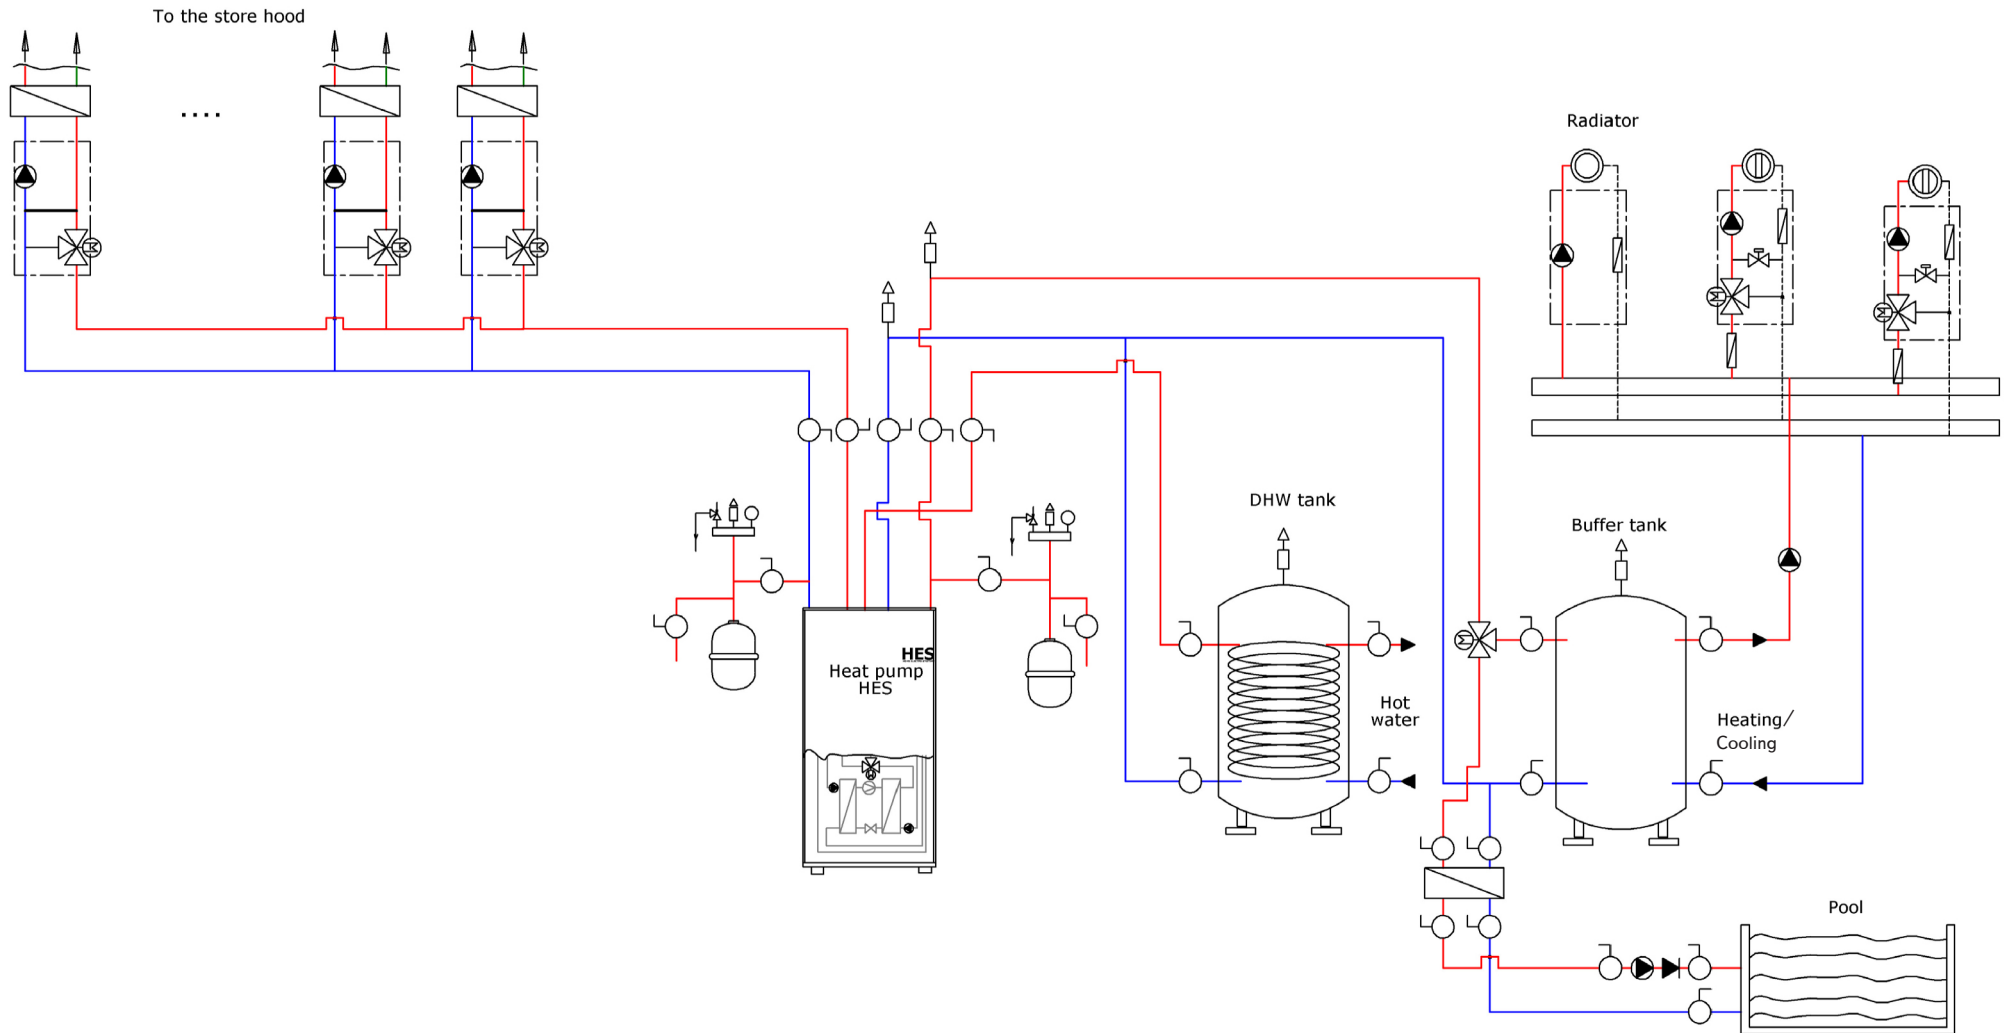 To the store hood
....
Radiator
DHW tank
Buffer tank
HES
Heat pump
HES
Hot
water
Heating/
Cooling
Pool